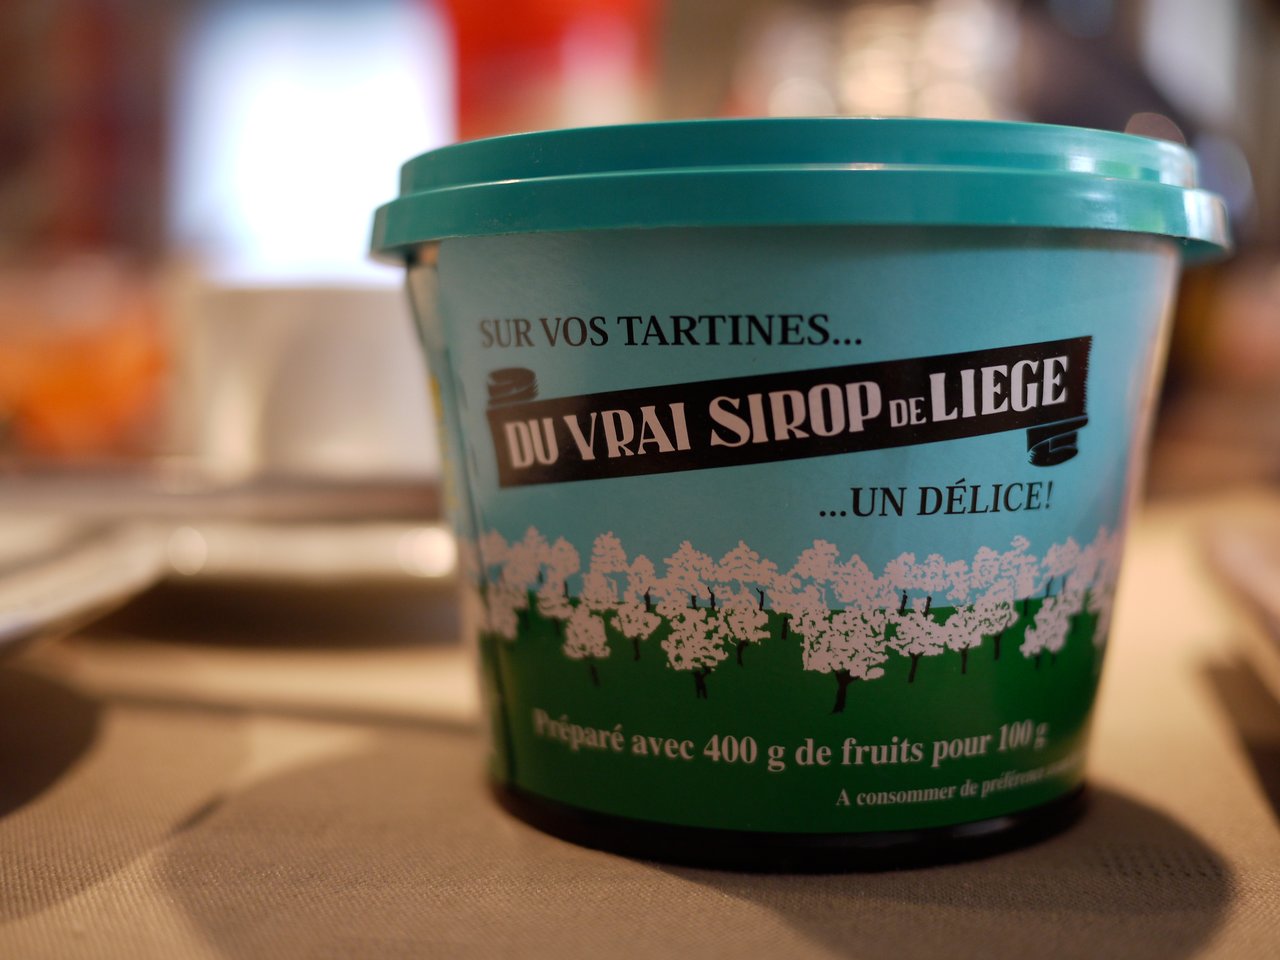 SUR VOS TARTINES...
DU VRAI SIROP DE LIEGE
...UN DÉLICE!
Préparé avec 400 g de fruits pour 100 g
A consommer de préférence